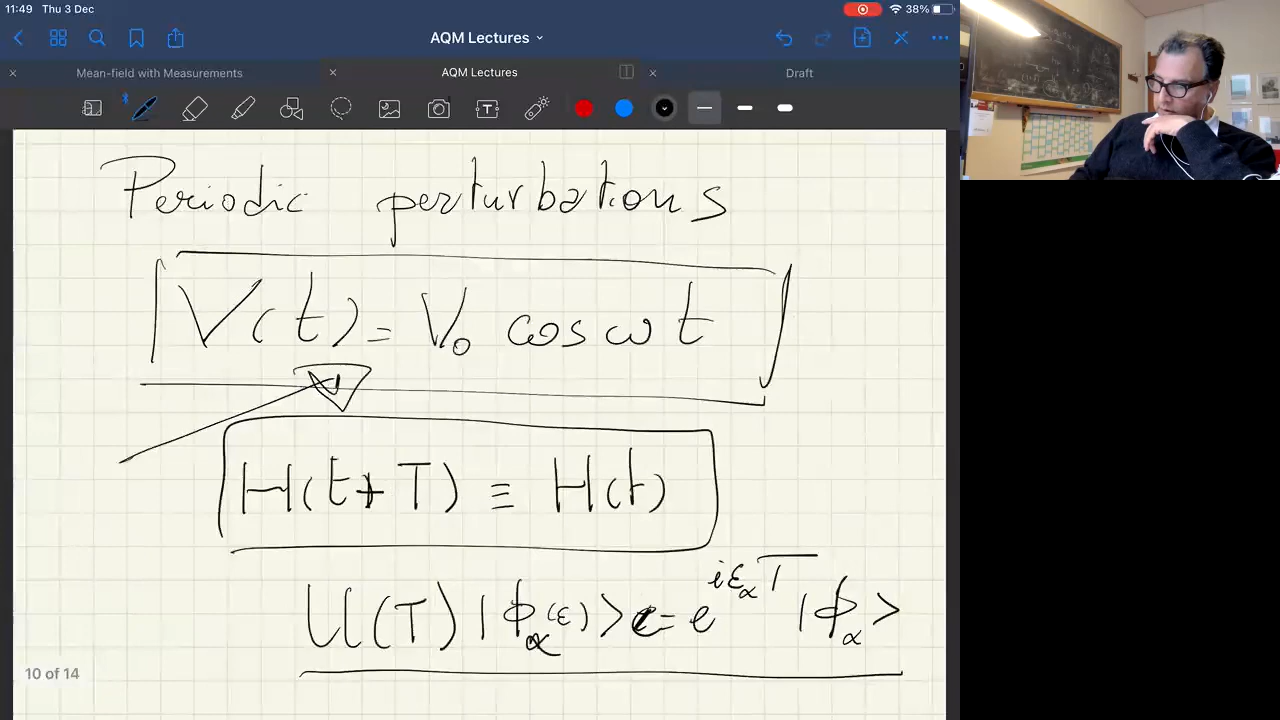 11:49 Thu 3 Dec
38%
AQM Lectures
Mean-field with Measurements
AQM Lectures
Draft
Periodic perturbations
V(t) = V₀ cos ω t
H(t+T) ≡ H(t)
U(T) |ϕ_α(ε)> = e^{iε_α T} |ϕ_α>
10 of 14